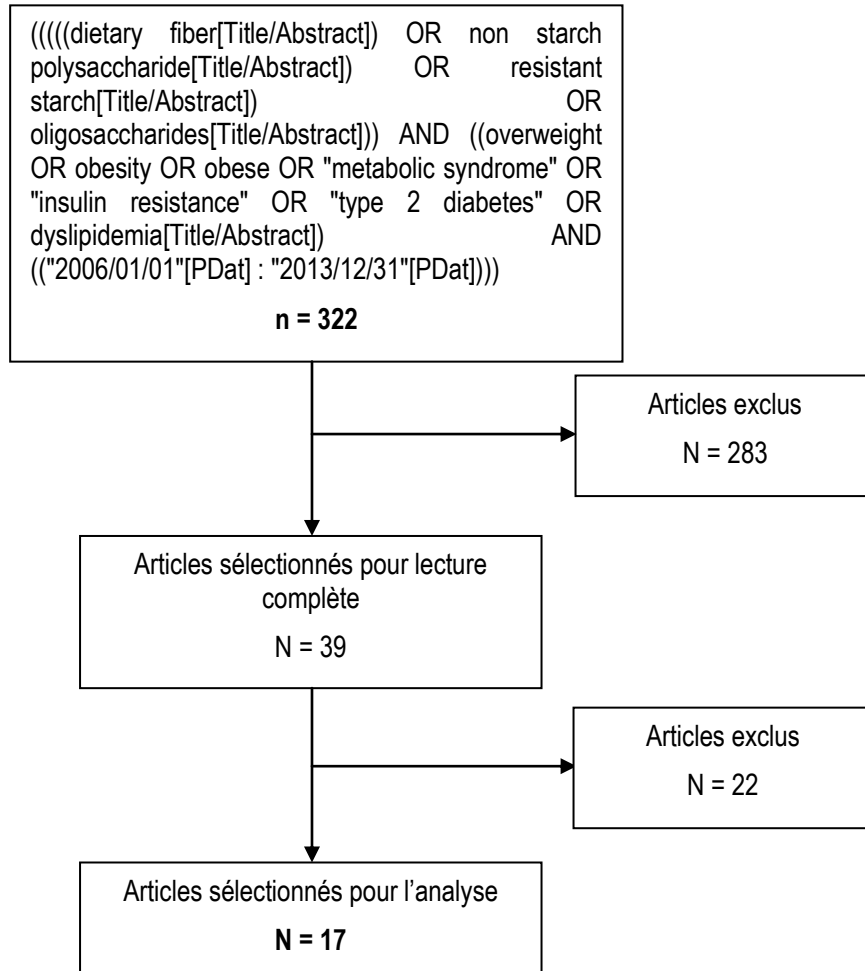 (((((dietary fiber[Title/Abstract]) OR non starch
polysaccharide[Title/Abstract]) OR resistant
starch[Title/Abstract]) OR
oligosaccharides[Title/Abstract])) AND ((overweight
OR obesity OR obese OR "metabolic syndrome" OR
"insulin resistance" OR "type 2 diabetes" OR
dyslipidemia[Title/Abstract]) AND
(("2006/01/01"[PDat] : "2013/12/31"[PDat])))
n = 322
Articles exclus
N = 283
Articles sélectionnés pour lecture
complète
N = 39
Articles exclus
N = 22
Articles sélectionnés pour l’analyse
N = 17